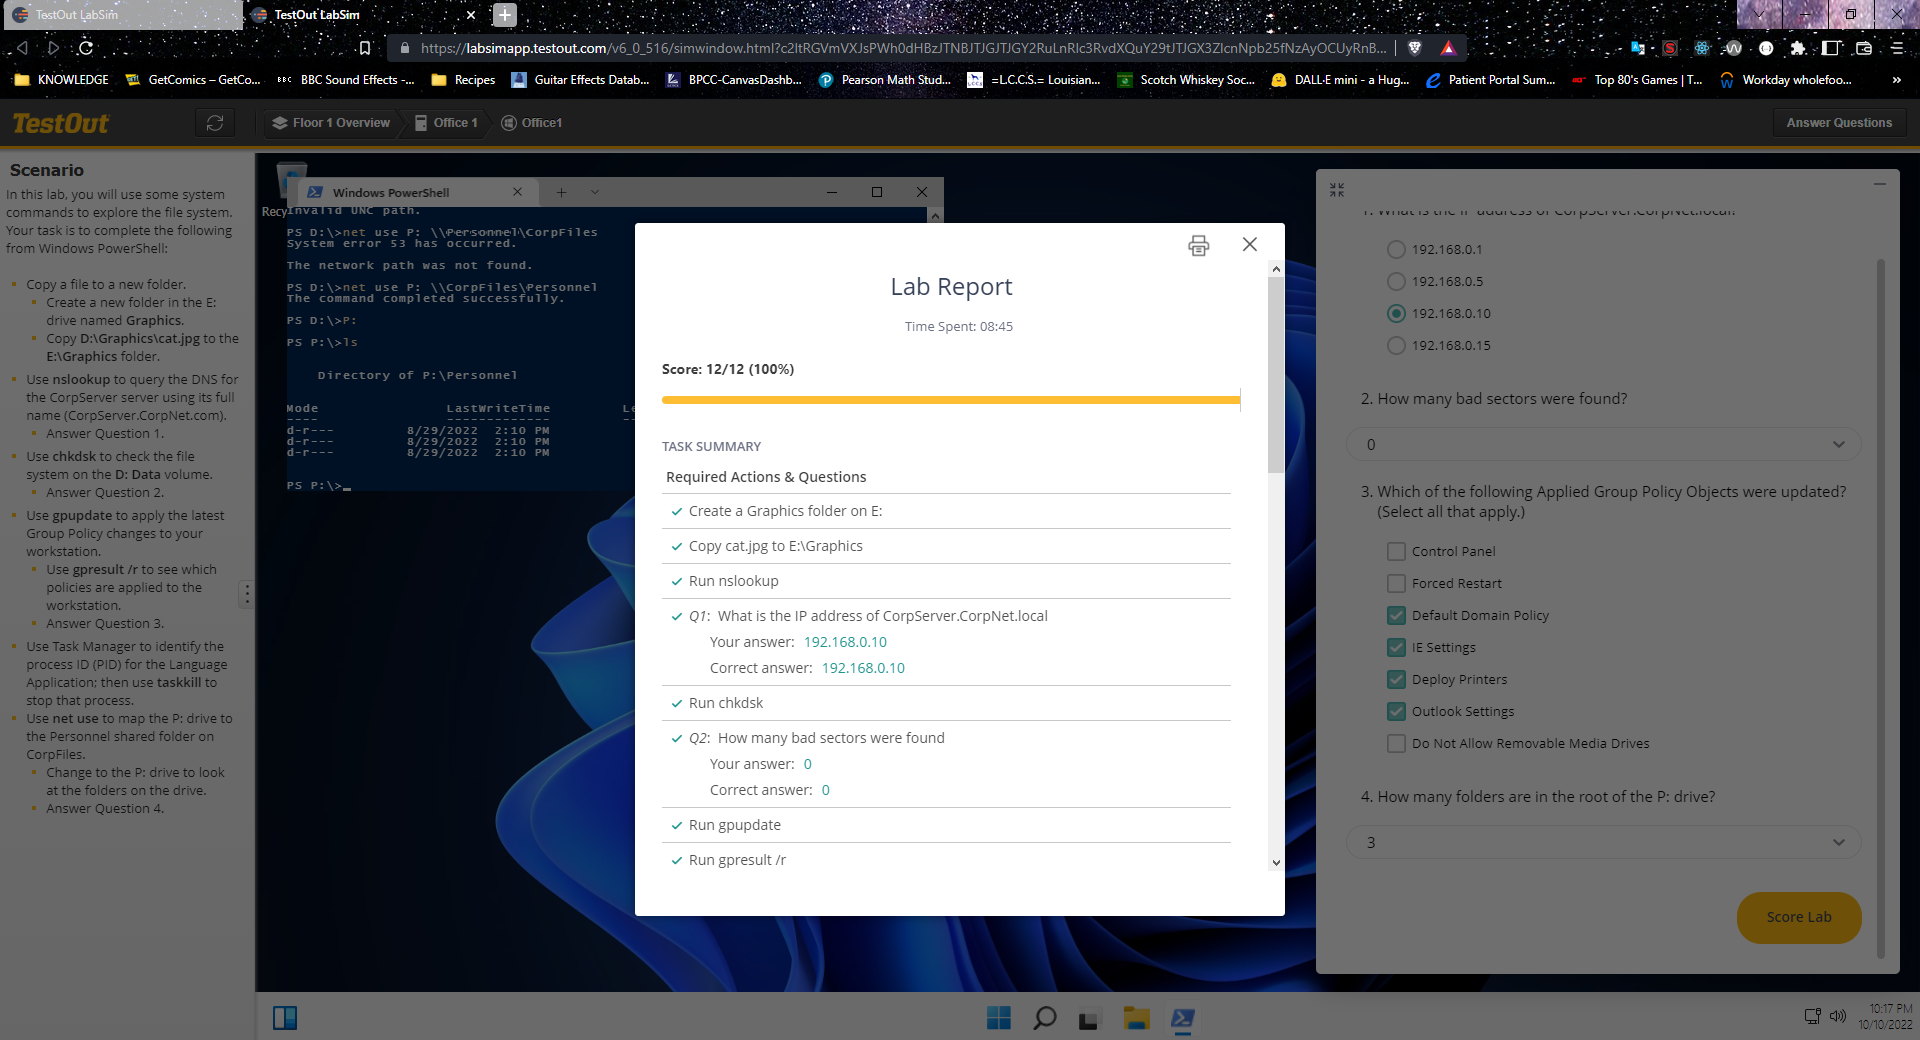 TestOut LabSim
TestOut LabSim
https://labsimapp.testout.com/v6_0_516/simwindow.html?c2ltRGVmVXJsPWh0dHBzJTNBJTJGJTJGY2RuLnRlc3RvdXQuY29tJTJGX3ZlcnNpb25fNzAyOCUyRnB...
KNOWLEDGE
GetComics – GetCo...
BBC BBC Sound Effects -...
Recipes
Guitar Effects Datab...
BPCC-CanvasDashb...
Pearson Math Stud...
=L.C.C.S.= Louisian...
Scotch Whiskey Soc...
DALL·E mini - a Hug...
Patient Portal Sum...
Top 80's Games | T...
Workday wholefoo...
»
TestOut
Floor 1 Overview
Office 1
Office1
Answer Questions
Scenario
In this lab, you will use some system
commands to explore the file system.
Your task is to complete the following
from Windows PowerShell:
Copy a file to a new folder.
Create a new folder in the E:
drive named Graphics.
Copy D:\Graphics\cat.jpg to the
E:\Graphics folder.
Use nslookup to query the DNS for
the CorpServer server using its full
name (CorpServer.CorpNet.com).
Answer Question 1.
Use chkdsk to check the file
system on the D: Data volume.
Answer Question 2.
Use gpupdate to apply the latest
Group Policy changes to your
workstation.
Use gpresult /r to see which
policies are applied to the
workstation.
Answer Question 3.
Use Task Manager to identify the
process ID (PID) for the Language
Application; then use taskkill to
stop that process.
Use net use to map the P: drive to
the Personnel shared folder on
CorpFiles.
Change to the P: drive to look
at the folders on the drive.
Answer Question 4.
Recy
Windows PowerShell
Invalid UNC path.
PS D:\>net use P: \\Personnel\CorpFiles
System error 53 has occurred.
The network path was not found.
PS D:\>net use P: \\CorpFiles\Personnel
The command completed successfully.
PS D:\>P:
PS P:\>ls
Directory of P:\Personnel
Mode LastWriteTime Le
---- ------------- --
d-r--- 8/29/2022 2:10 PM
d-r--- 8/29/2022 2:10 PM
d-r--- 8/29/2022 2:10 PM
PS P:\>_
Lab Report
Time Spent: 08:45
Score: 12/12 (100%)
TASK SUMMARY
Required Actions & Questions
Create a Graphics folder on E:
Copy cat.jpg to E:\Graphics
Run nslookup
Q1: What is the IP address of CorpServer.CorpNet.local
Your answer: 192.168.0.10
Correct answer: 192.168.0.10
Run chkdsk
Q2: How many bad sectors were found
Your answer: 0
Correct answer: 0
Run gpupdate
Run gpresult /r
1. What is the IP address of CorpServer.CorpNet.local?
192.168.0.1
192.168.0.5
192.168.0.10
192.168.0.15
2. How many bad sectors were found?
0
3. Which of the following Applied Group Policy Objects were updated?
(Select all that apply.)
Control Panel
Forced Restart
Default Domain Policy
IE Settings
Deploy Printers
Outlook Settings
Do Not Allow Removable Media Drives
4. How many folders are in the root of the P: drive?
3
Score Lab
10:17 PM
10/10/2022